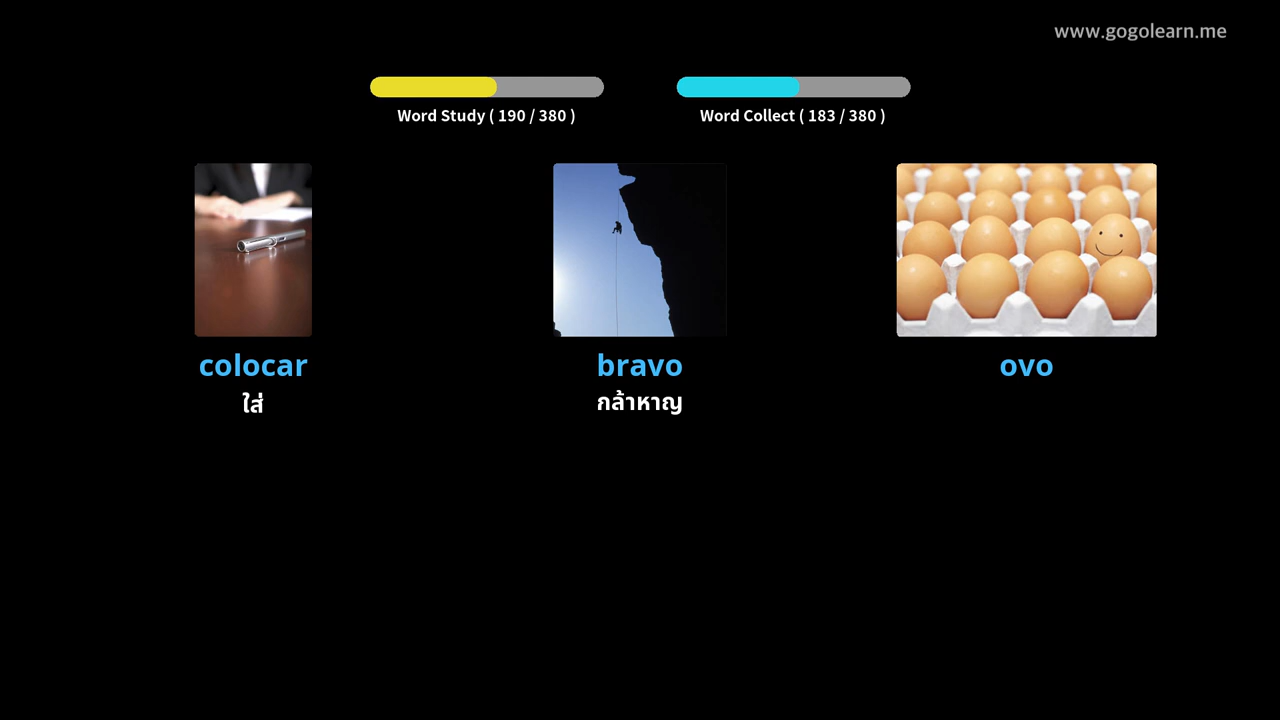 www.gogolearn.me
Word Study ( 190 / 380 )
Word Collect ( 183 / 380 )
colocar
ใส่
bravo
กล้าหาญ
ovo